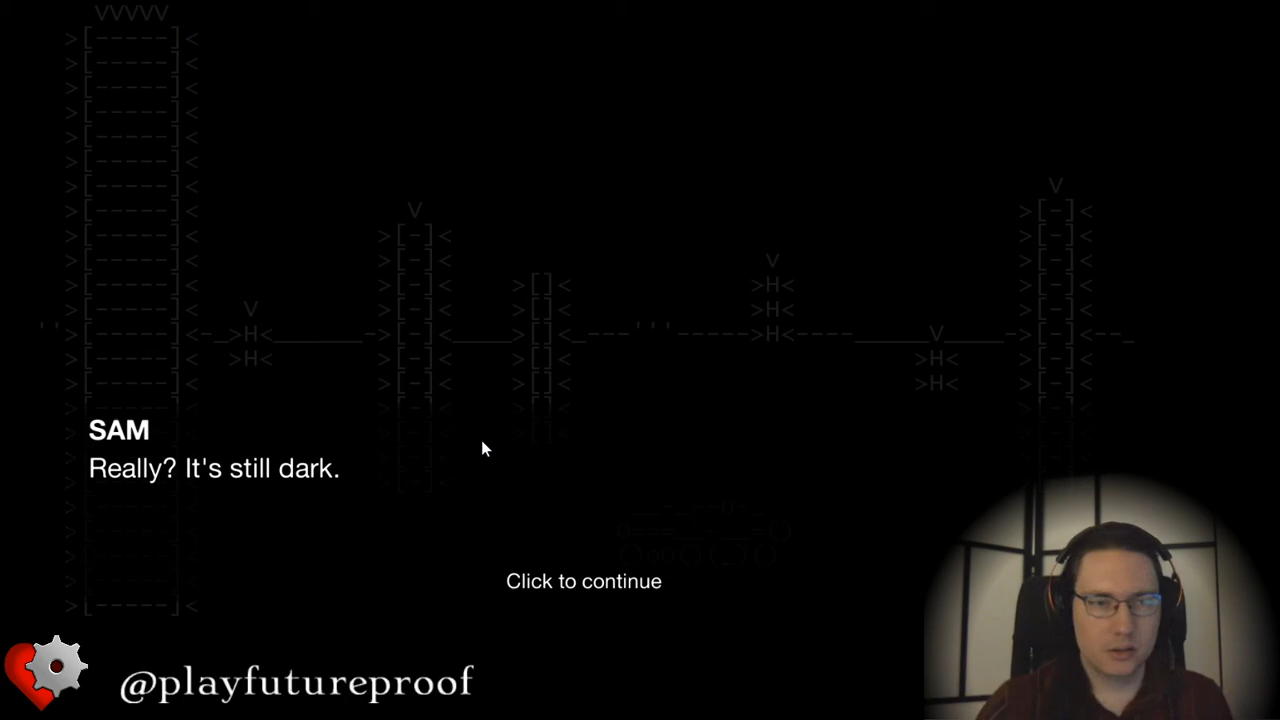 SAM
Really? It's still dark.
Click to continue
@playfutureproof